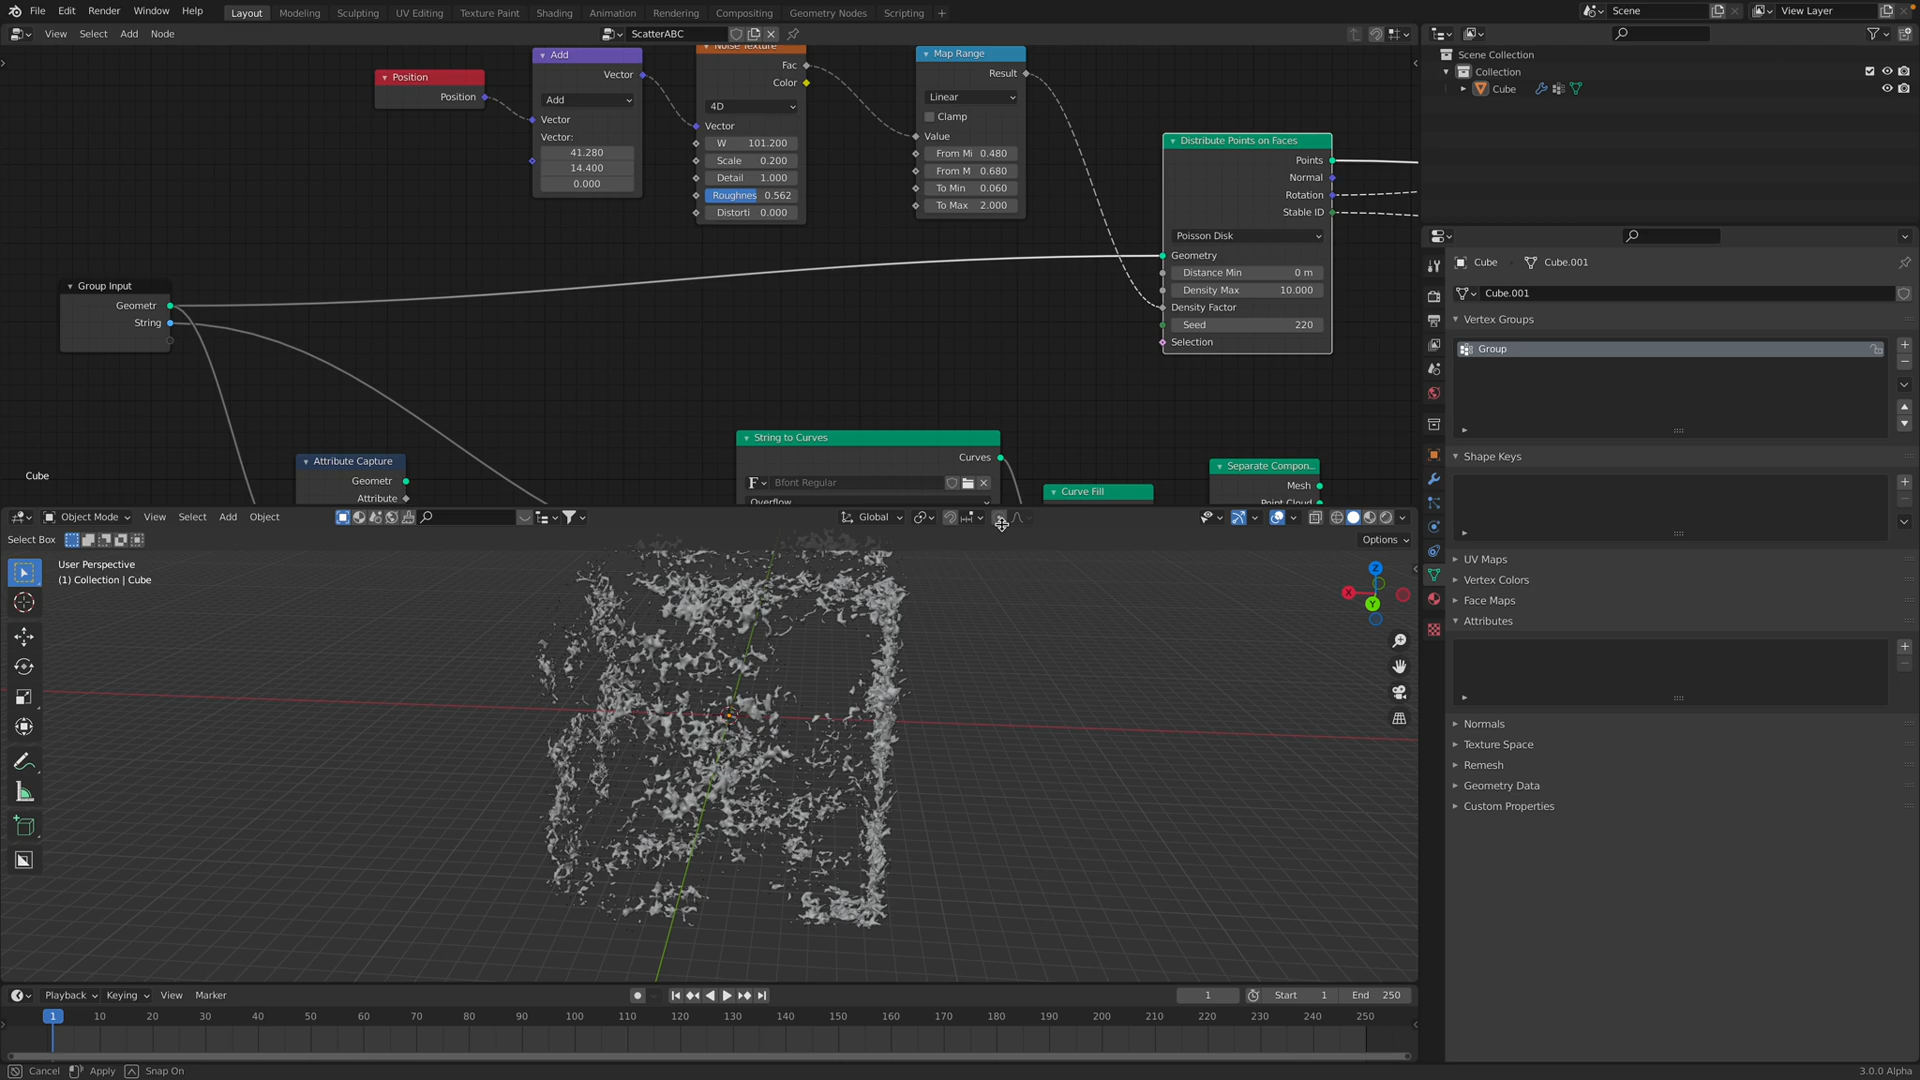 File Edit Render Window Help Layout Modeling Sculpting UV Editing Texture Paint Shading Animation Rendering Compositing Geometry Nodes Scripting + Scene View Layer
View Select Add Node ScatterABC
Scene Collection
Collection
Cube
Position
Position
Add
Vector
Add
Vector
Vector:
41.280
14.400
0.000
Noise Texture
Fac
Color
4D
Vector
W 101.200
Scale 0.200
Detail 1.000
Roughnes 0.562
Distorti 0.000
Map Range
Result
Linear
Clamp
Value
From Mi 0.480
From M 0.680
To Min 0.060
To Max 2.000
Distribute Points on Faces
Points
Normal
Rotation
Stable ID
Poisson Disk
Geometry
Distance Min 0 m
Density Max 10.000
Density Factor
Seed 220
Selection
Group Input
Geometr
String
String to Curves
Curves
F Bfont Regular
Overflow
Attribute Capture
Geometr
Attribute
Curve Fill
Separate Compon...
Mesh
Point Cloud
Cube
Object Mode View Select Add Object Global
Select Box Options
User Perspective
(1) Collection | Cube
Z
X
Y
Cube Cube.001
Cube.001
Vertex Groups
Group
Shape Keys
UV Maps
Vertex Colors
Face Maps
Attributes
Normals
Texture Space
Remesh
Geometry Data
Custom Properties
Playback Keying View Marker 1 Start 1 End 250
1 10 20 30 40 50 60 70 80 90 100 110 120 130 140 150 160 170 180 190 200 210 220 230 240 250
Cancel Apply Snap On 3.0.0 Alpha